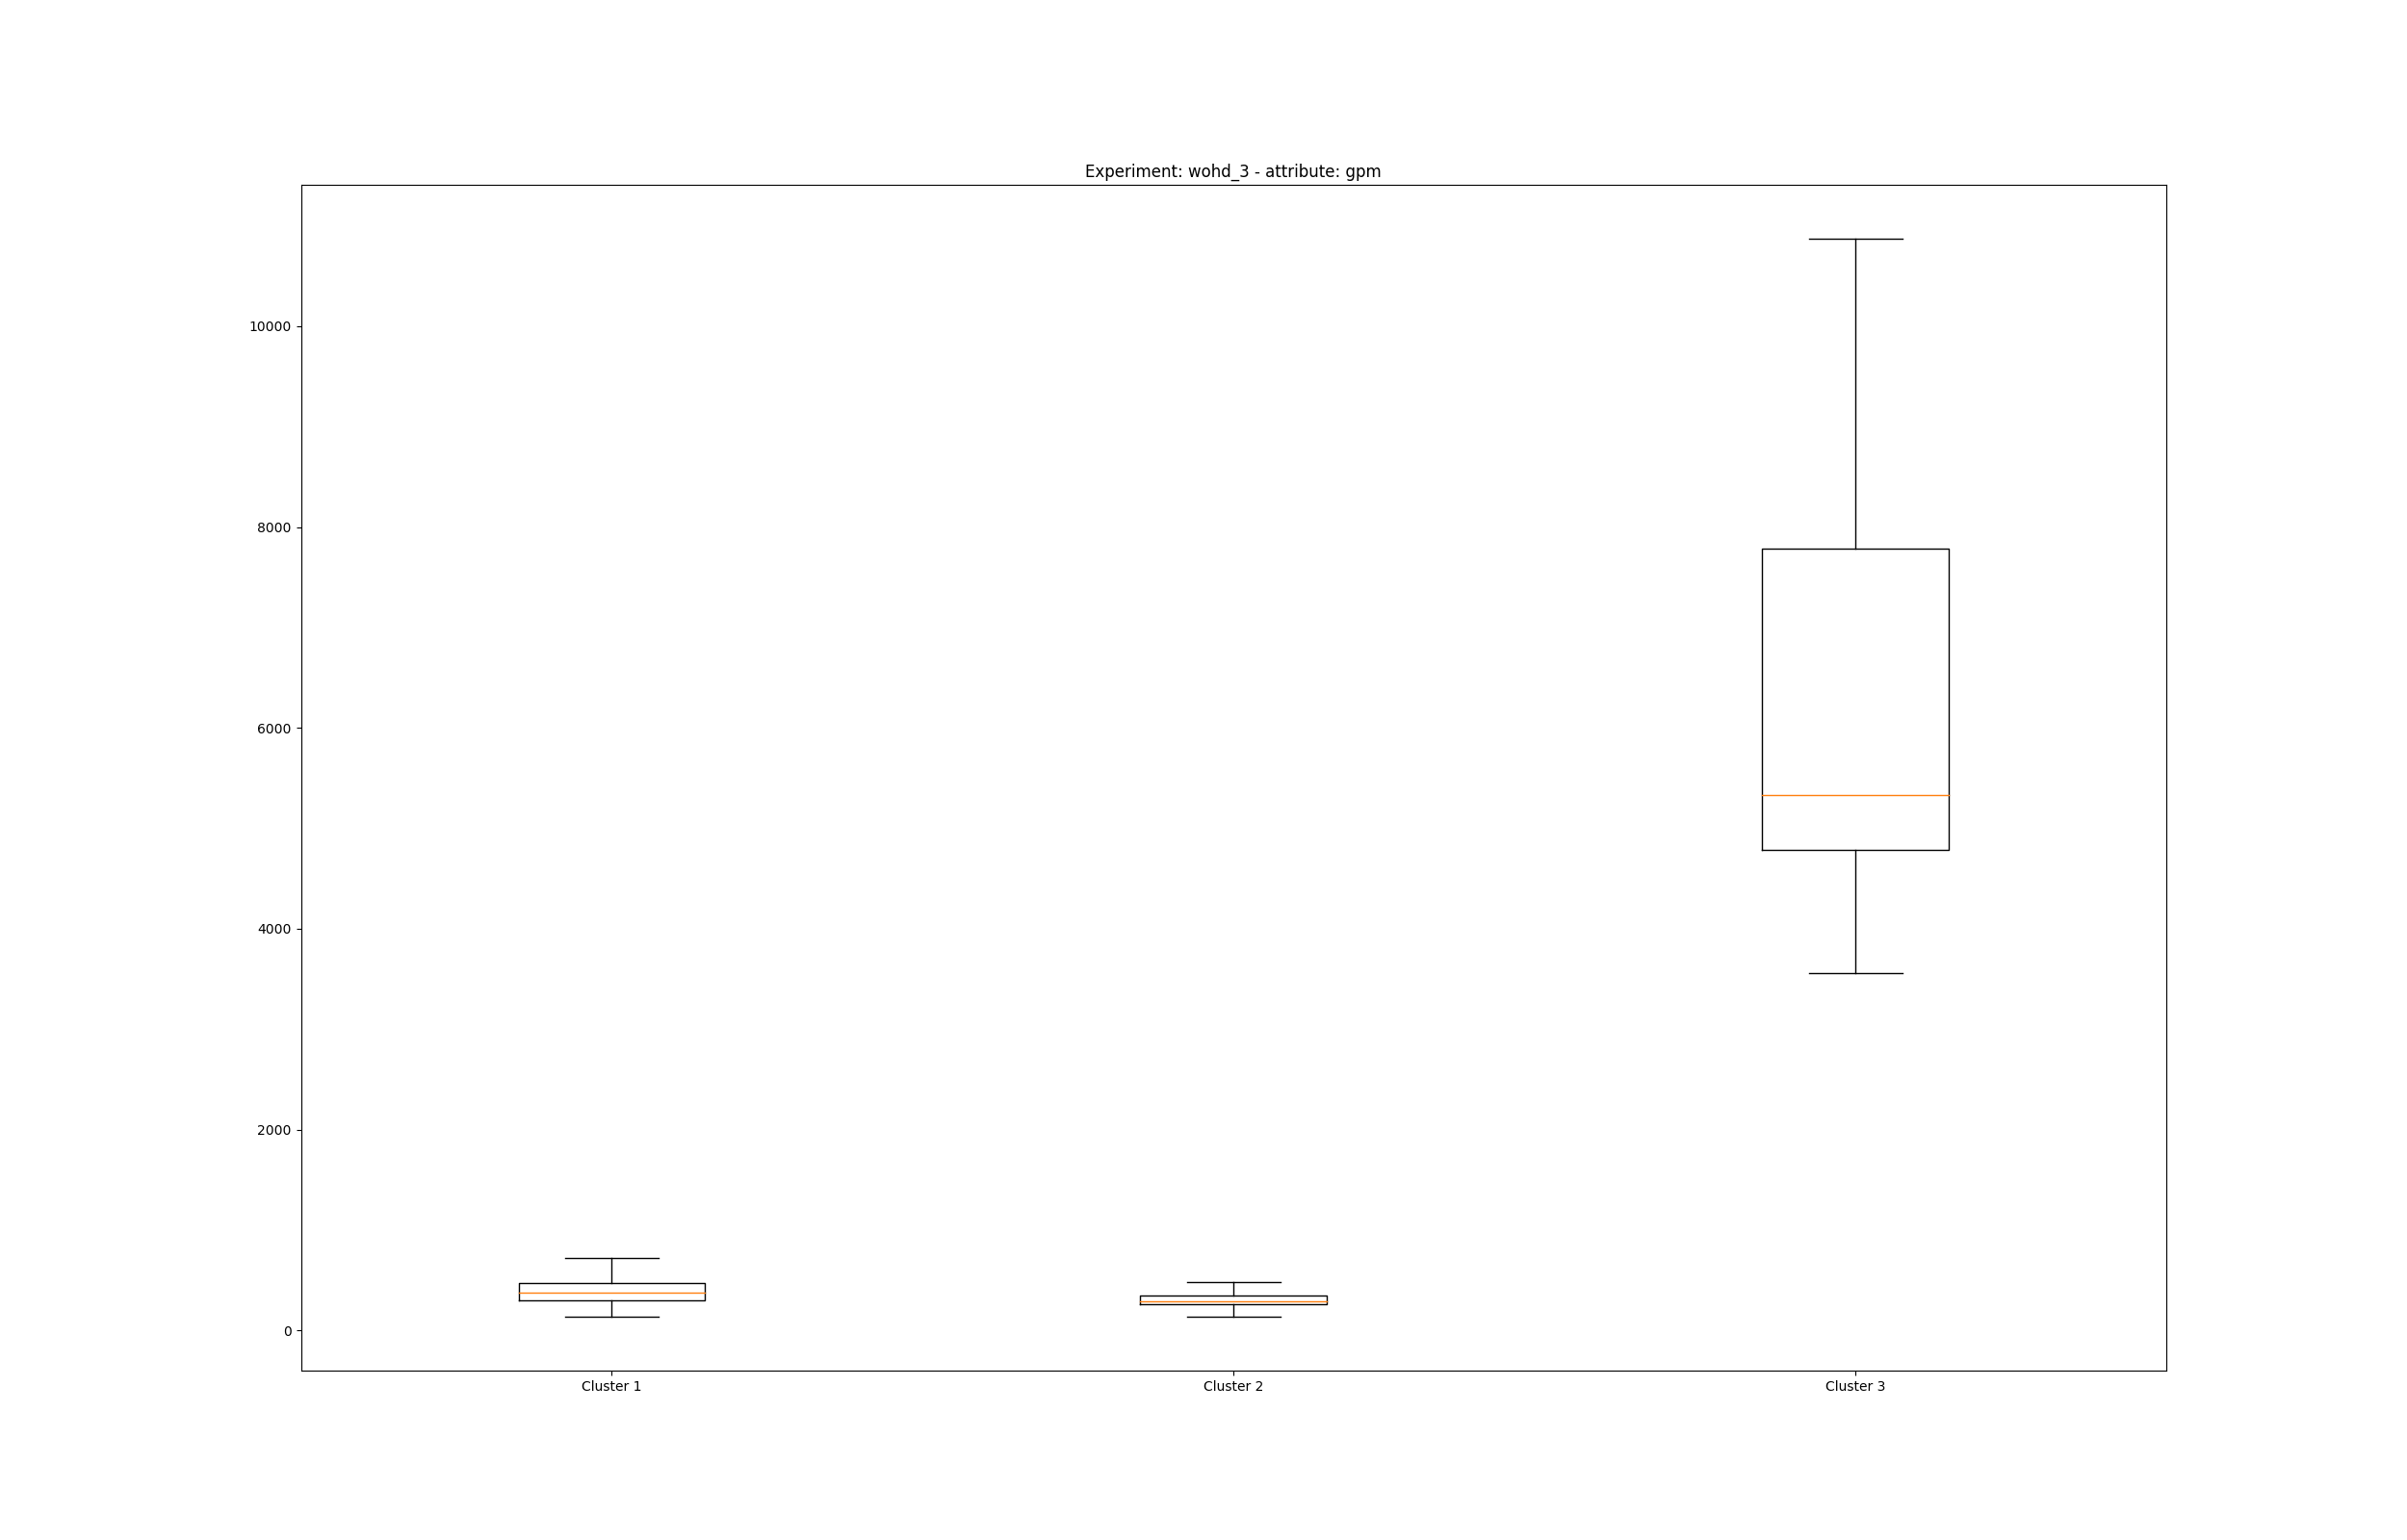 Experiment: wohd_3 - attribute: gpm
10000
8000
6000
4000
2000
0
Cluster 1
Cluster 2
Cluster 3